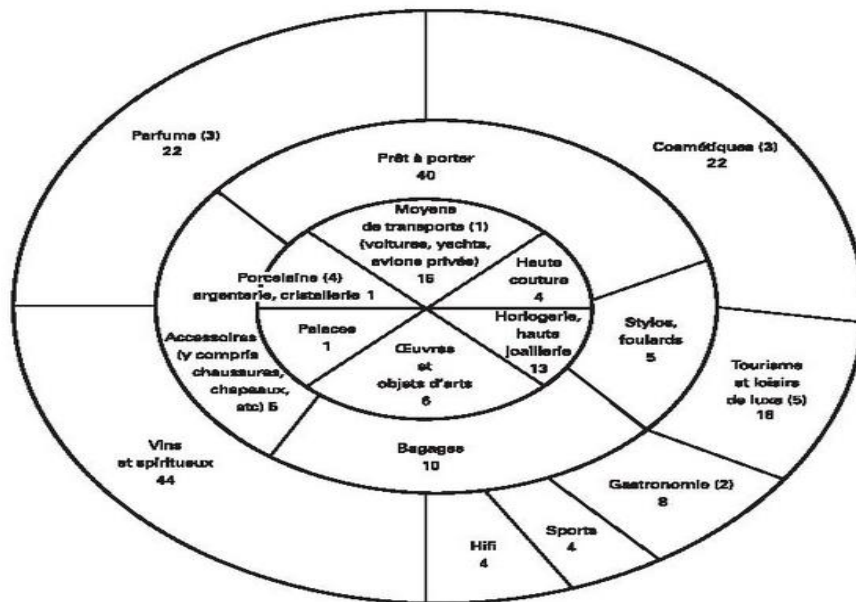 Parfums (3)
22
Cosmétiques (3)
22
Prêt à porter
40
Moyens
de transports (1)
(voitures, yachts,
avions privés)
15
Haute
couture
4
Porcelaine (4)
argenterie, cristallerie 1
Horlogerie,
haute
joaillerie
13
Palaces
1
Œuvres
et
objets d'arts
6
Stylos,
foulards
5
Accessoires
(y compris
chaussures,
chapeaux,
etc) 5
Tourisme
et loisirs
de luxe (5)
18
Bagages
10
Vins
et spiritueux
44
Gastronomie (2)
8
Sports
4
Hifi
4